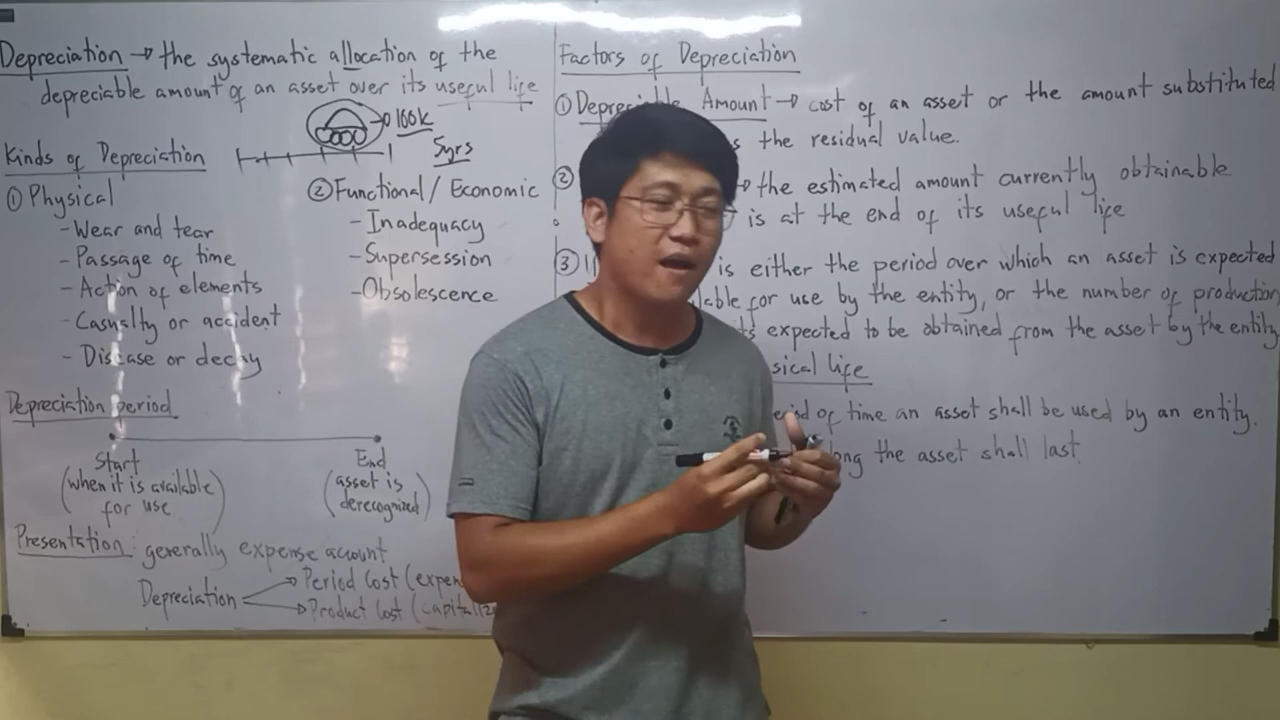 Depreciation → the systematic allocation of the
depreciable amount of an asset over its useful life
100k
5yrs
Kinds of Depreciation
① Physical
- Wear and tear
- Passage of time
- Action of elements
- Casualty or accident
- Disease or decay
② Functional / Economic
- Inadequacy
- Supersession
- Obsolescence
Depreciation period
Start
(when it is available
for use)
End
(asset is
derecognized)
Presentation: generally expense account
Depreciation
→ Period Cost (expen
→ Product Cost (capitaliz
Factors of Depreciation
① Depreciable Amount → cost of an asset or the amount substituted
the residual value.
② → the estimated amount currently obtainable
is at the end of its useful life
③ is either the period over which an asset is expected
able for use by the entity, or the number of production
expected to be obtained from the asset by the entity
sical life
eriod of time an asset shall be used by an entity.
ong the asset shall last.